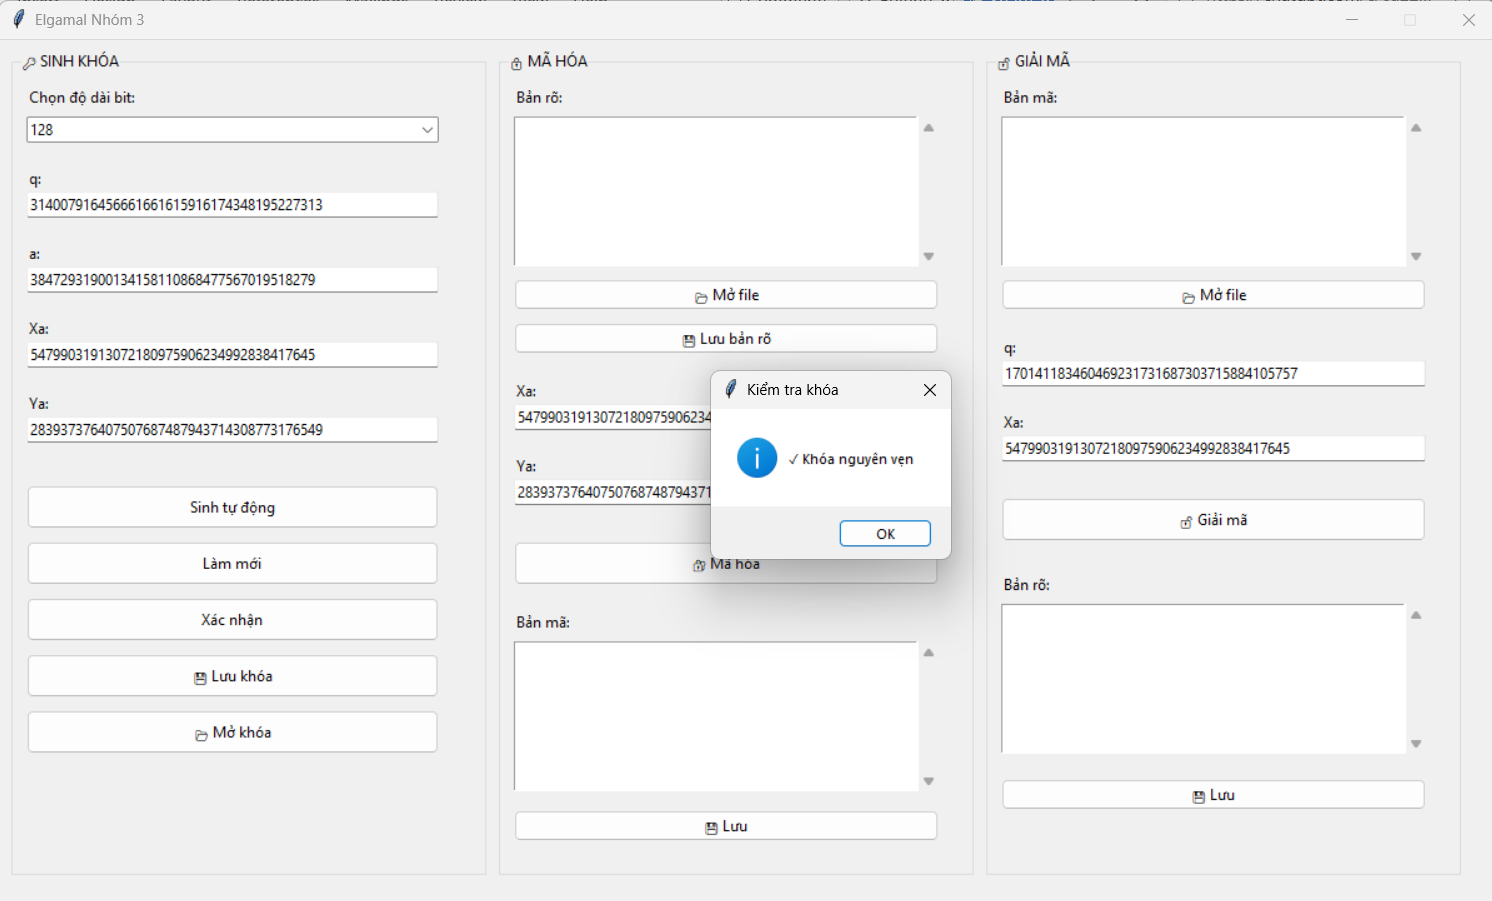 Elgamal Nhóm 3
SINH KHÓA
Chọn độ dài bit:
128
q:
314007916456661661615916174348195227313
a:
38472931900134158110868477567019518279
Xa:
54799031913072180975906234992838417645
Ya:
283937376407507687487943714308773176549
Sinh tự động
Làm mới
Xác nhận
Lưu khóa
Mở khóa
MÃ HÓA
Bản rõ:
Mở file
Lưu bản rõ
Xa:
54799031913072180975906234
Ya:
28393737640750768748794371
Mã hóa
Bản mã:
Lưu
Kiểm tra khóa
✓ Khóa nguyên vẹn
OK
GIẢI MÃ
Bản mã:
Mở file
q:
170141183460469231731687303715884105757
Xa:
54799031913072180975906234992838417645
Giải mã
Bản rõ:
Lưu